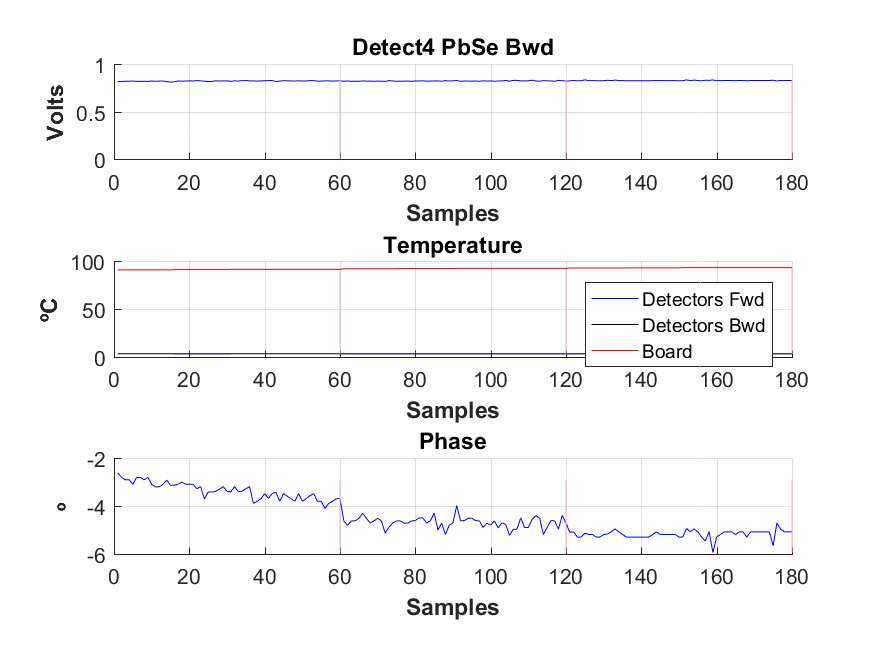 Detect4 PbSe Bwd
Volts
1
0.5
0
0 20 40 60 80 100 120 140 160 180
Samples
Temperature
ºC
100
50
0
Detectors Fwd
Detectors Bwd
Board
0 20 40 60 80 100 120 140 160 180
Samples
Phase
º
-2
-4
-6
0 20 40 60 80 100 120 140 160 180
Samples